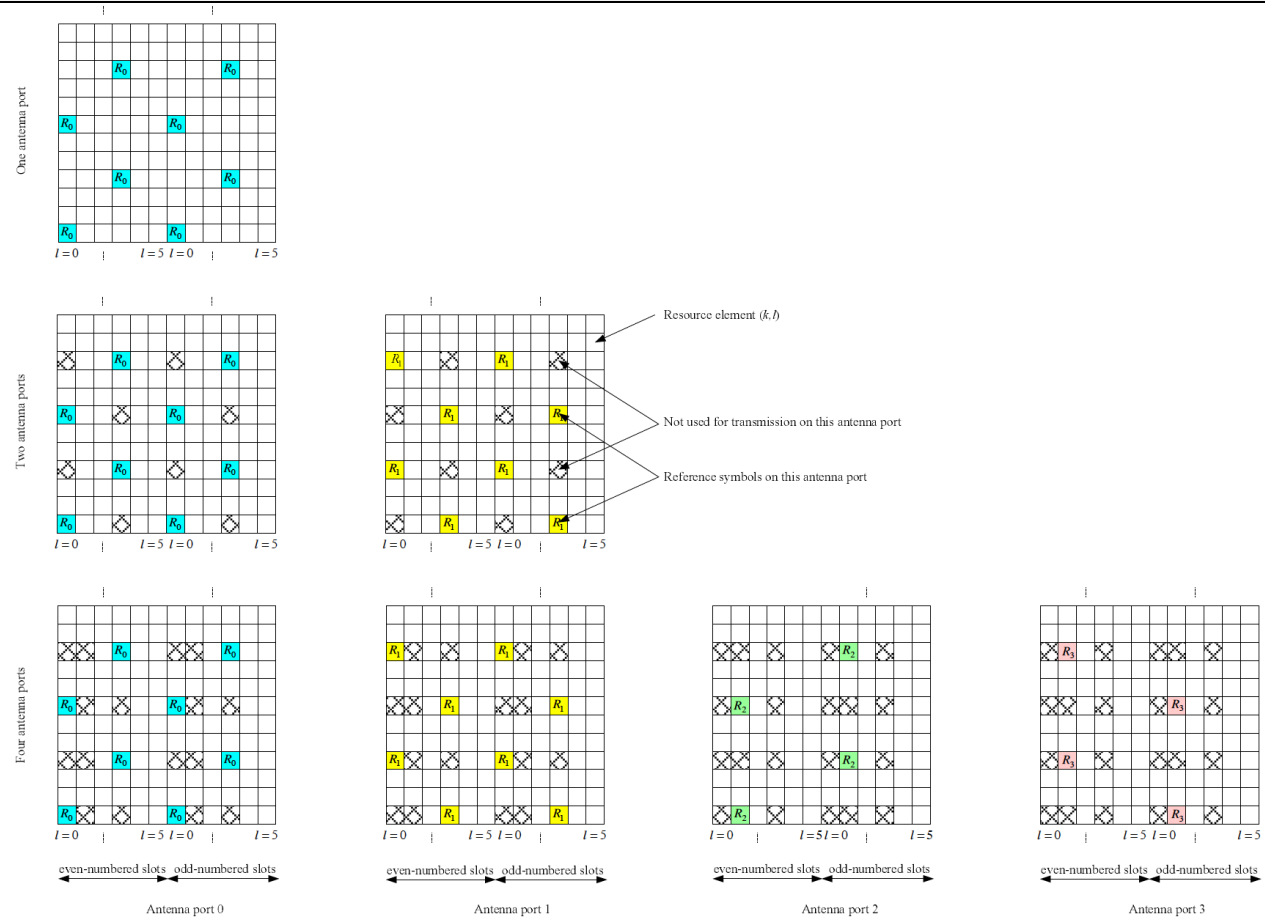 One antenna port
R0 R0
R0 R0
R0 R0
R0 R0
l = 0 l = 5 l = 0 l = 5
Two antenna ports
R0 R0 R1 R1
R0 R0 R1 R1
R0 R0 R1 R1
R0 R0 R1 R1
l = 0 l = 5 l = 0 l = 5 l = 0 l = 5 l = 0 l = 5
Resource element (k,l)
Not used for transmission on this antenna port
Reference symbols on this antenna port
Four antenna ports
R0 R0 R1 R1 R2 R3
R0 R0 R1 R1 R2 R3
R0 R0 R1 R1 R2 R3
R0 R0 R1 R1 R2 R3
l = 0 l = 5 l = 0 l = 5 l = 0 l = 5 l = 0 l = 5 l = 0 l = 5 l = 0 l = 5 l = 0 l = 5 l = 0 l = 5
even-numbered slots odd-numbered slots even-numbered slots odd-numbered slots even-numbered slots odd-numbered slots even-numbered slots odd-numbered slots
Antenna port 0 Antenna port 1 Antenna port 2 Antenna port 3